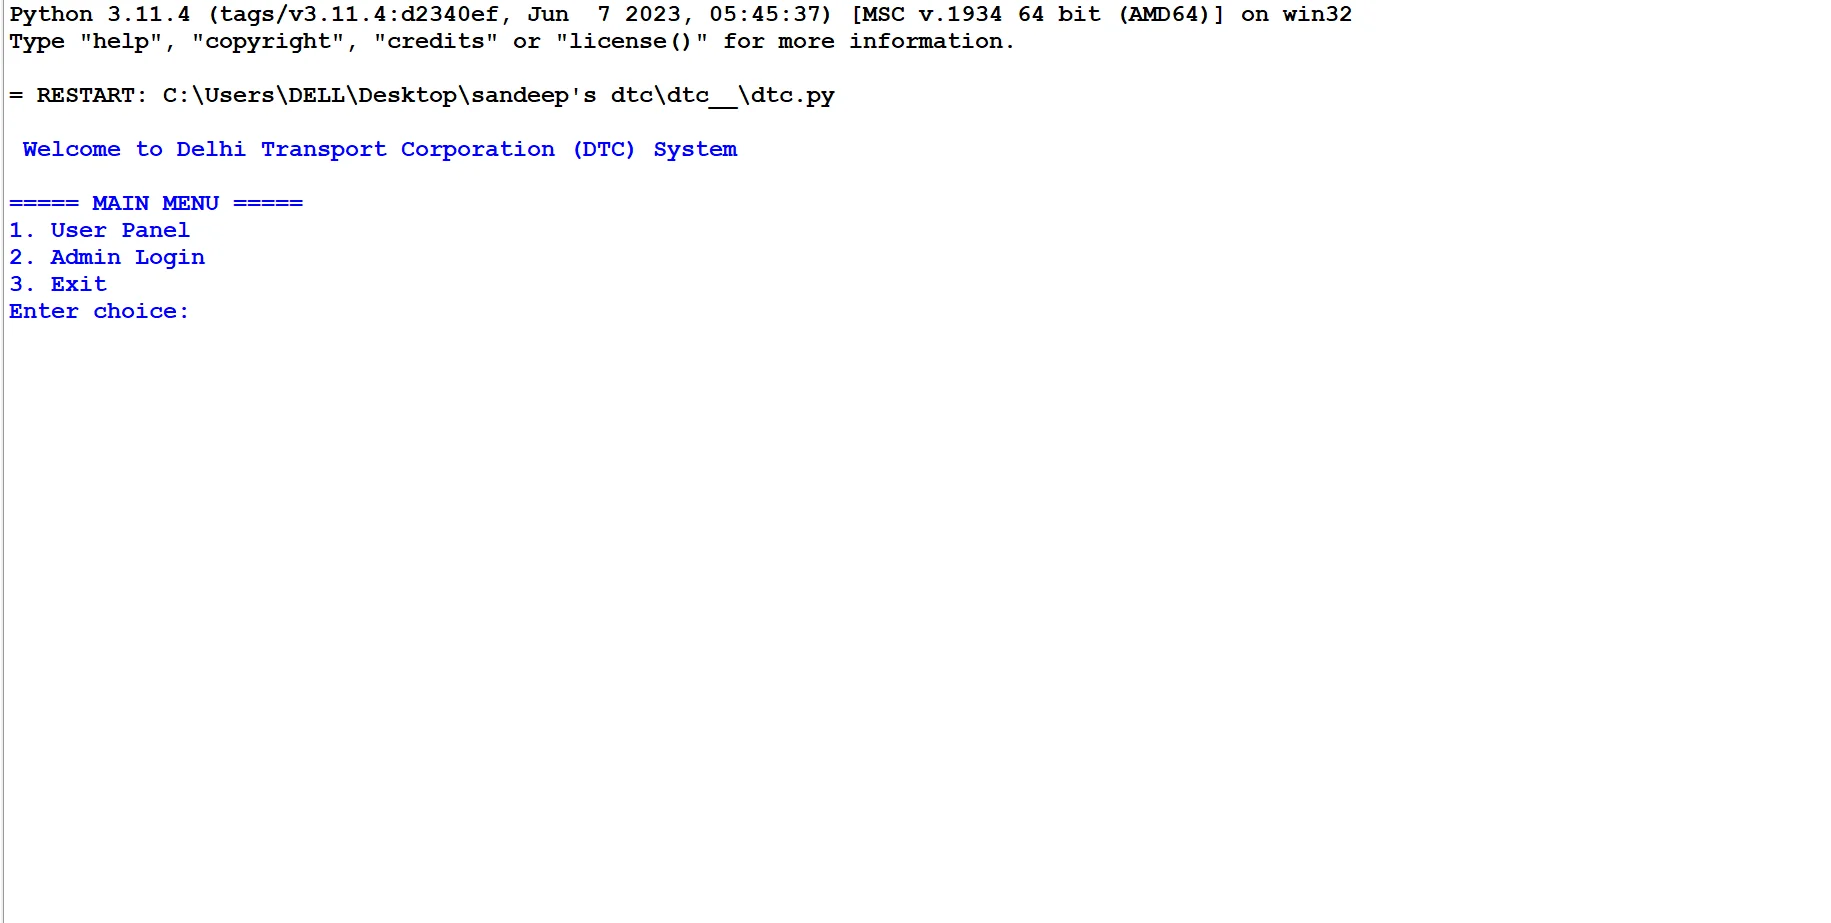 Python 3.11.4 (tags/v3.11.4:d2340ef, Jun  7 2023, 05:45:37) [MSC v.1934 64 bit (AMD64)] on win32
Type "help", "copyright", "credits" or "license()" for more information.
= RESTART: C:\Users\DELL\Desktop\sandeep's dtc\dtc__\dtc.py
Welcome to Delhi Transport Corporation (DTC) System
===== MAIN MENU =====
1. User Panel
2. Admin Login
3. Exit
Enter choice: